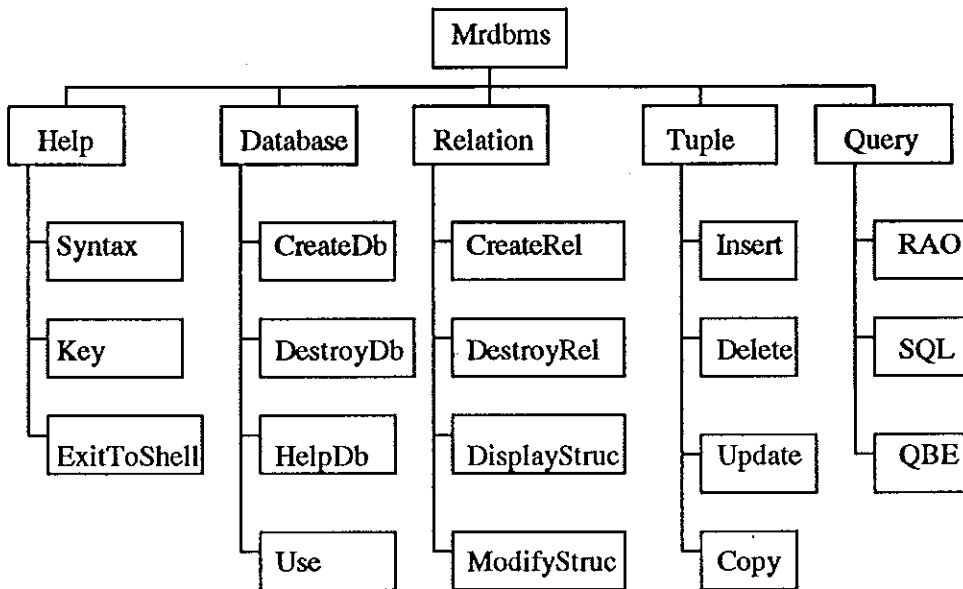 Mrdbms
Help
Database
Relation
Tuple
Query
Syntax
CreateDb
CreateRel
Insert
RAO
Key
DestroyDb
DestroyRel
Delete
SQL
ExitToShell
HelpDb
DisplayStruc
Update
QBE
Use
ModifyStruc
Copy